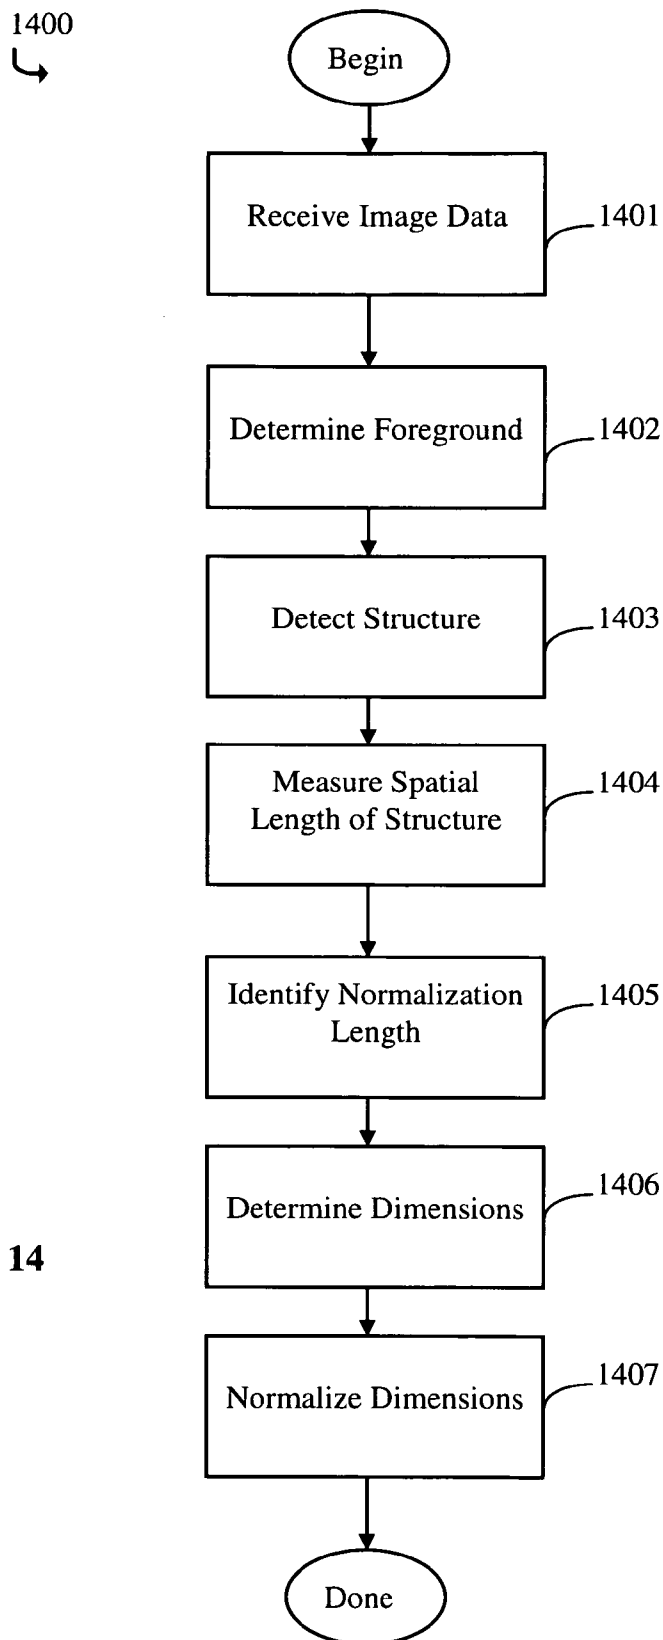 1400
Begin
Receive Image Data
1401
Determine Foreground
1402
Detect Structure
1403
Measure Spatial
Length of Structure
1404
Identify Normalization
Length
1405
Determine Dimensions
1406
14
Normalize Dimensions
1407
Done